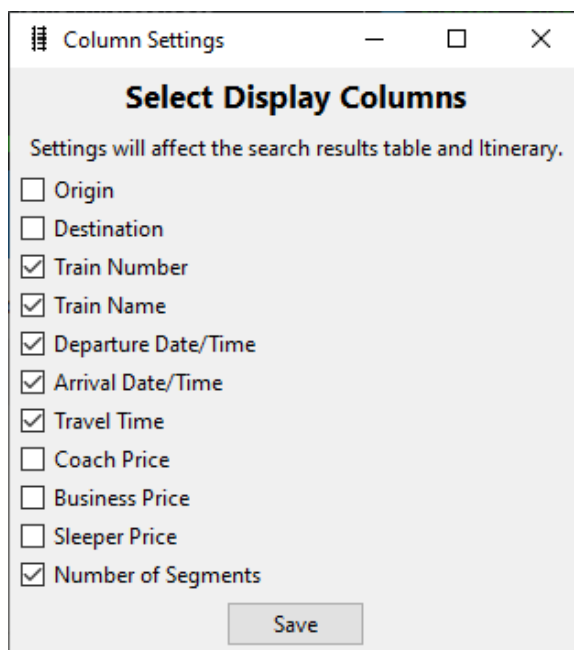 Column Settings
Select Display Columns
Settings will affect the search results table and Itinerary.
Origin
Destination
Train Number
Train Name
Departure Date/Time
Arrival Date/Time
Travel Time
Coach Price
Business Price
Sleeper Price
Number of Segments
Save